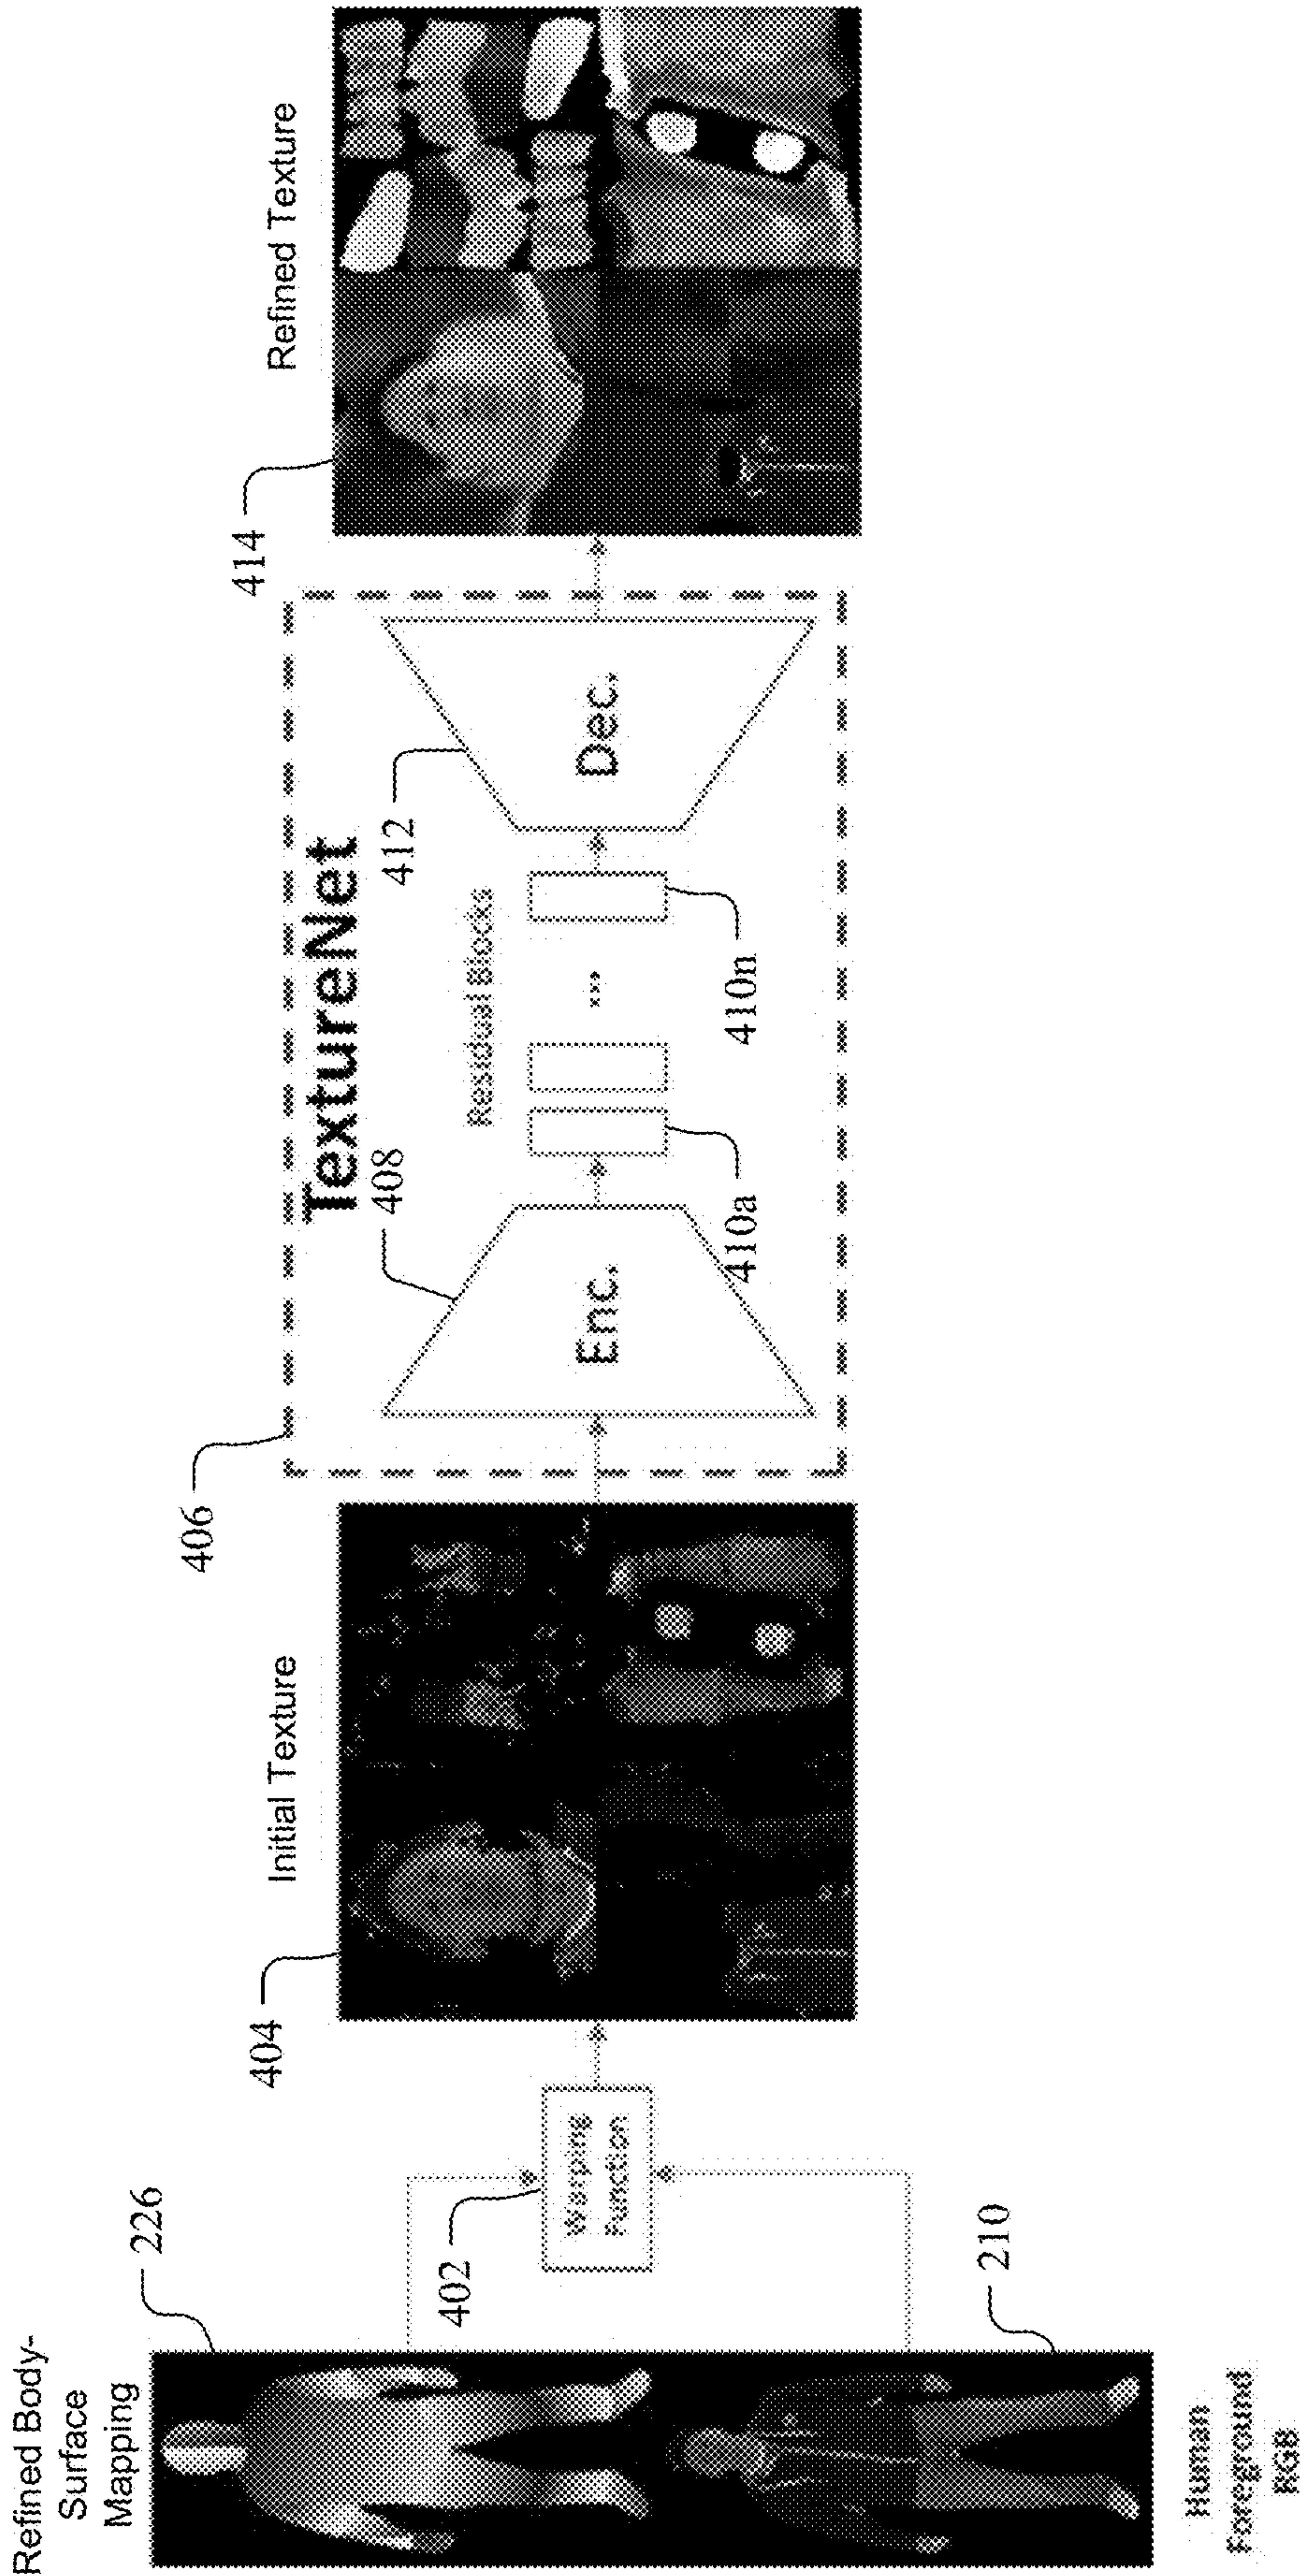 Refined Body-
Surface
Mapping
226
Human
Foreground
RGB
210
402
Warping
Function
Initial Texture
404
406
TextureNet
408
Enc.
Residual Blocks
410a
...
410n
412
Dec.
Refined Texture
414